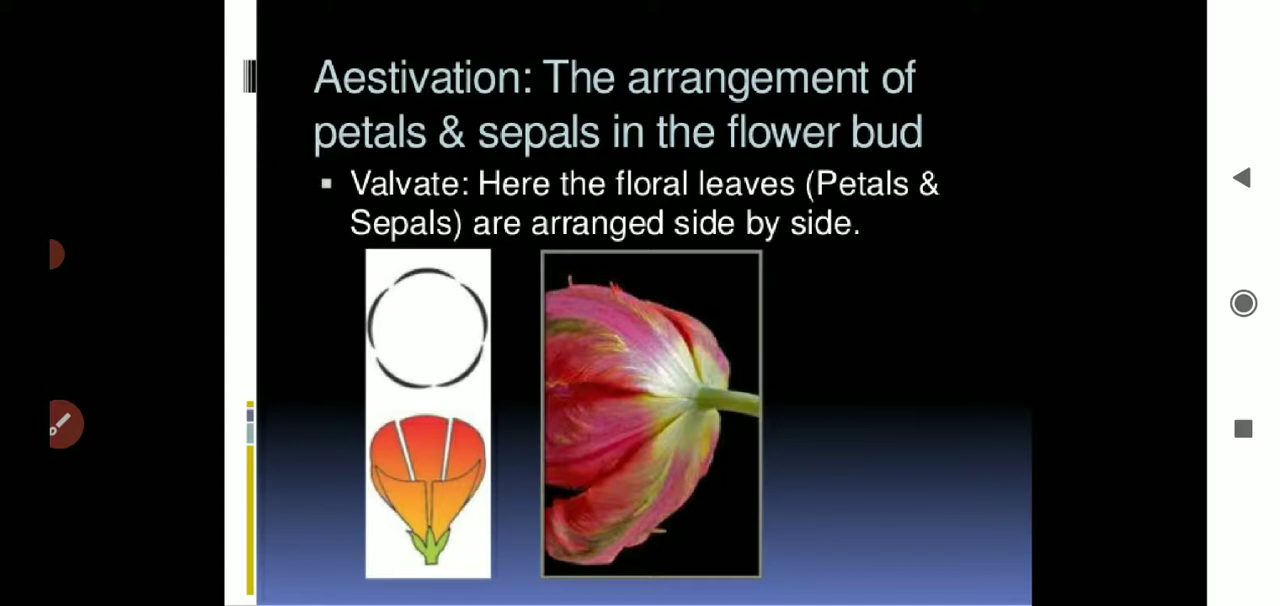 Aestivation: The arrangement of
petals & sepals in the flower bud
Valvate: Here the floral leaves (Petals &
Sepals) are arranged side by side.